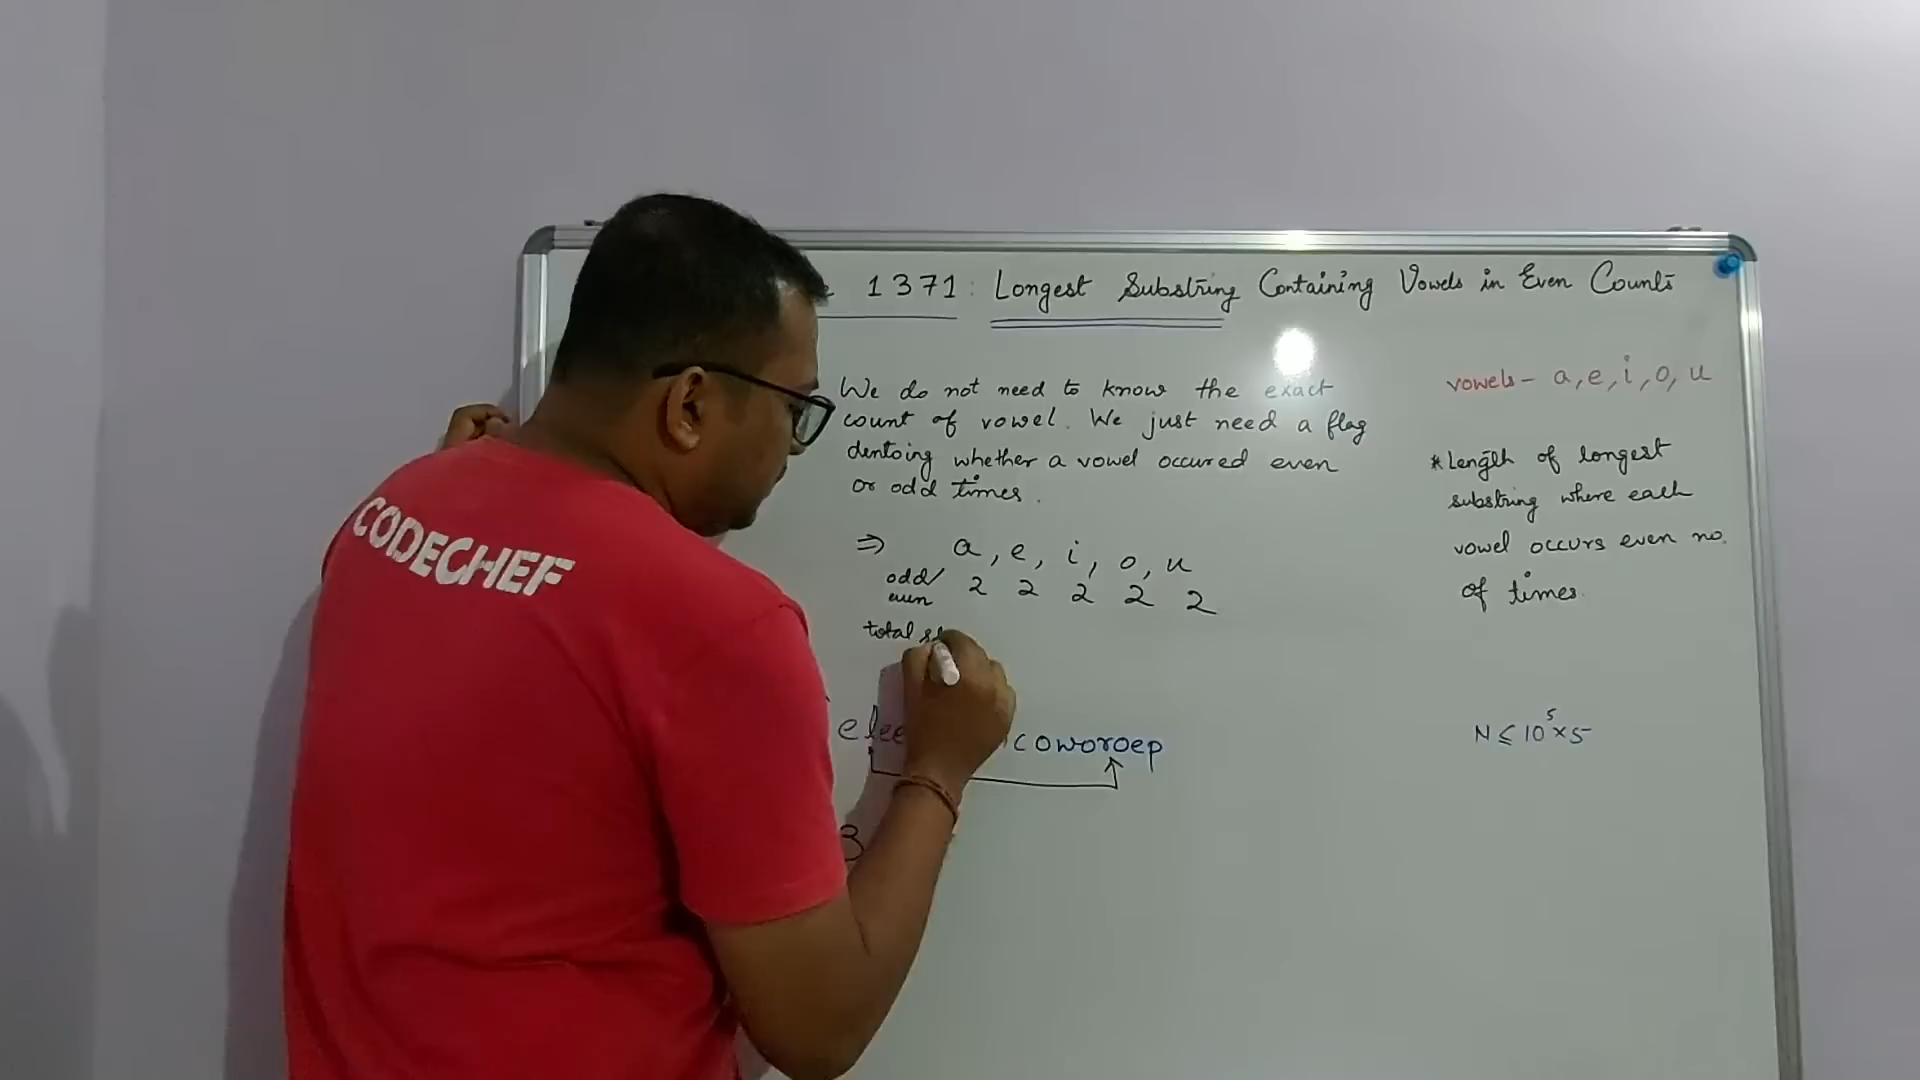 1371: Longest Substring Containing Vowels in Even Counts
We do not need to know the exact
count of vowel. We just need a flag
dentoing whether a vowel occured even
or odd times.
⇒ a, e, i, o, u
odd/
even 2 2 2 2 2
total
coworoep
3
vowels- a, e, i, o, u
* Length of longest
substring where each
vowel occurs even no.
of times.
N ≤ 10⁵ × 5
CODECHEF